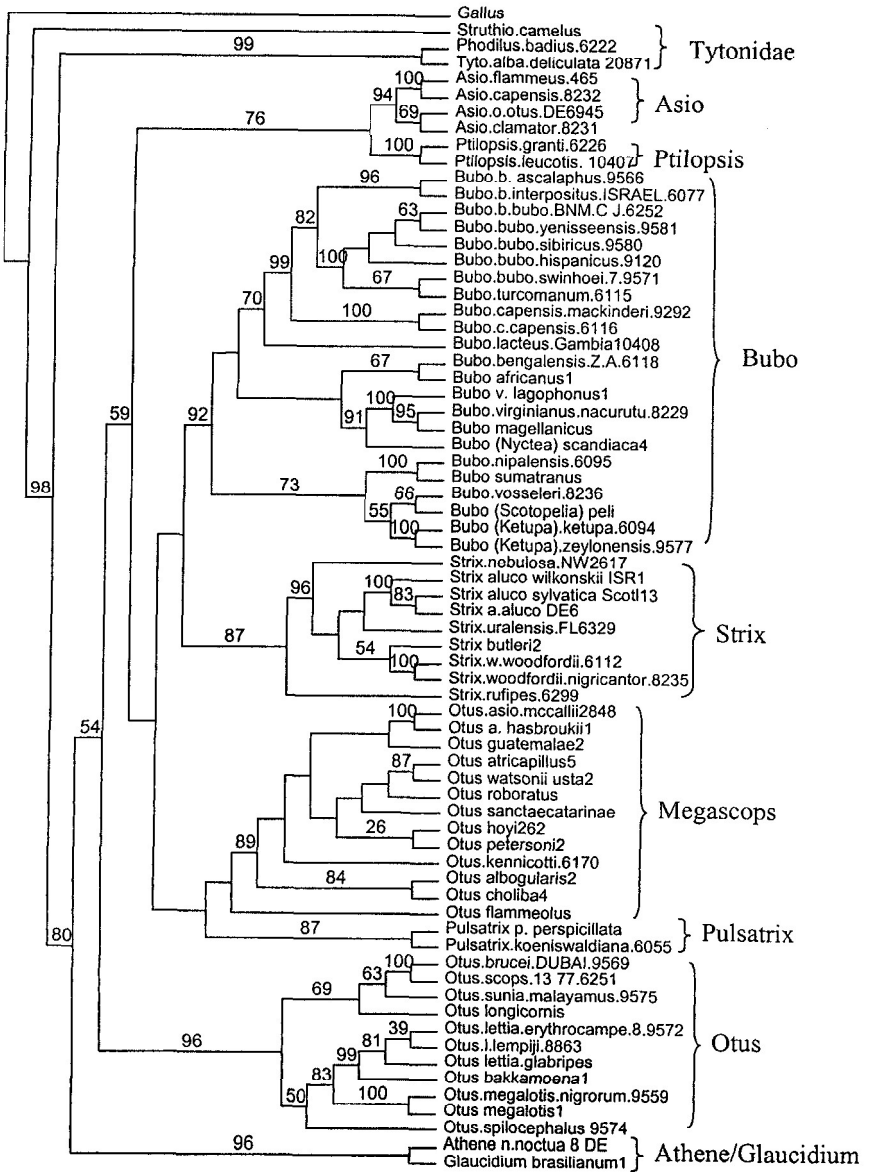 Gallus
Struthio.camelus
99
Phodilus.badius.6222
Tytonidae
Tyto.alba.deliculata 20871
100
Asio.flammeus.465
94
Asio.capensis.8232
Asio
69
Asio.o.otus.DE6945
76
Asio.clamator.8231
100
Ptilopsis.granti.6226
Ptilopsis
Ptilopsis.leucotis. 10407
96
Bubo.b. ascalaphus.9566
Bubo.b.interpositus.ISRAEL.6077
82
63
Bubo.b.bubo.BNM.C J.6252
Bubo.bubo.yenisseensis.9581
Bubo.bubo.sibiricus.9580
99
100
Bubo.bubo.hispanicus.9120
67
Bubo.bubo.swinhoei.7.9571
70
Bubo.turcomanum.6115
100
Bubo.capensis.mackinderi.9292
Bubo.c.capensis.6116
Bubo.lacteus.Gambia10408
Bubo
67
Bubo.bengalensis.Z.A.6118
Bubo africanus1
100
Bubo v. lagophonus1
59
92
91
95
Bubo.virginianus.nacurutu.8229
Bubo magellanicus
Bubo (Nyctea) scandiaca4
100
Bubo.nipalensis.6095
73
Bubo sumatranus
98
66
Bubo.vosseleri.8236
55
Bubo (Scotopelia) peli
100
Bubo (Ketupa).ketupa.6094
Bubo (Ketupa).zeylonensis.9577
Strix.nebulosa.NW2617
96
100
Strix aluco wilkonskii ISR1
83
Strix aluco sylvatica Scotl13
Strix a.aluco DE6
87
Strix.uralensis.FL6329
Strix
54
Strix butleri2
100
Strix.w.woodfordii.6112
Strix.woodfordii.nigricantor.8235
Strix.rufipes.6299
54
100
Otus.asio.mccallii2848
Otus a. hasbroukii1
Otus guatemalae2
87
Otus atricapillus5
Otus watsonii usta2
Otus roboratus
Otus sanctaecatarinae
Megascops
26
Otus hoyi262
89
Otus petersoni2
Otus.kennicotti.6170
84
Otus albogularis2
Otus choliba4
Otus flammeolus
80
87
Pulsatrix p. perspicillata
Pulsatrix
Pulsatrix.koeniswaldiana.6055
100
Otus.brucei.DUBAI.9569
63
Otus.scops.13 77.6251
69
Otus.sunia.malayamus.9575
Otus longicornis
39
Otus.lettia.erythrocampe.8.9572
96
81
Otus.l.lempiji.8863
Otus
99
Otus lettia.glabripes
83
Otus bakkamoena1
50
100
Otus.megalotis.nigrorum.9559
Otus megalotis1
Otus.spilocephalus 9574
96
Athene n.noctua 8 DE
Athene/Glaucidium
Glaucidium brasilianum1